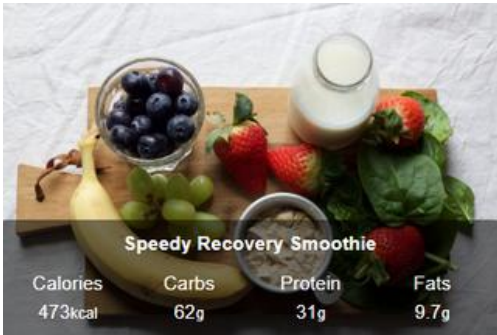 Speedy Recovery Smoothie
Calories Carbs Protein Fats
473kcal 62g 31g 9.7g